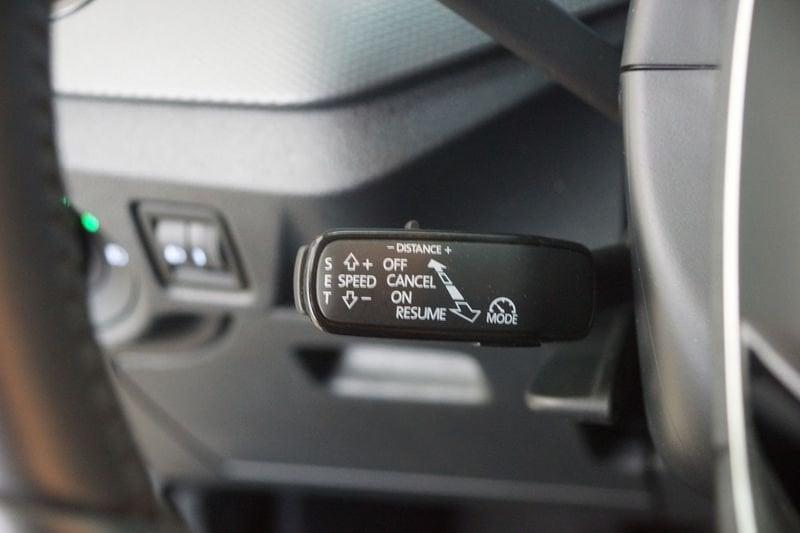 − DISTANCE +
S + OFF
E SPEED CANCEL
T − ON
RESUME MODE